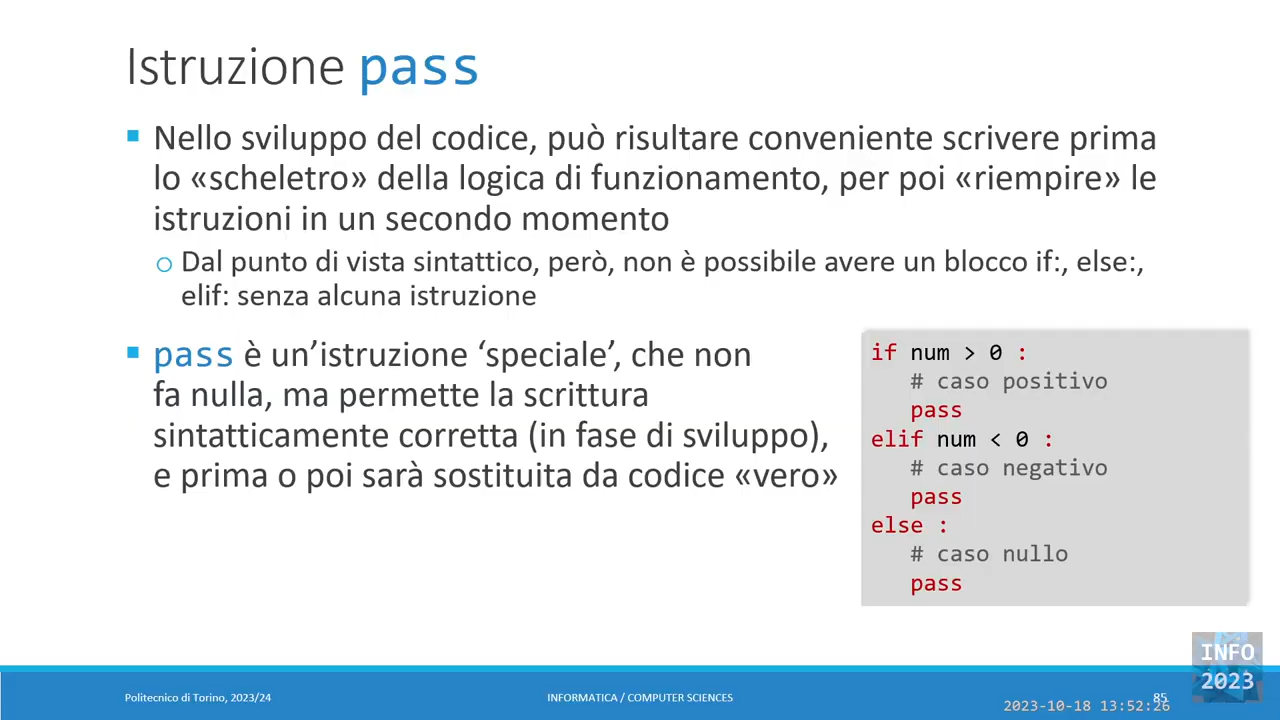 Istruzione pass
Nello sviluppo del codice, può risultare conveniente scrivere prima
lo «scheletro» della logica di funzionamento, per poi «riempire» le
istruzioni in un secondo momento
Dal punto di vista sintattico, però, non è possibile avere un blocco if:, else:,
elif: senza alcuna istruzione
pass è un’istruzione ‘speciale’, che non
fa nulla, ma permette la scrittura
sintatticamente corretta (in fase di sviluppo),
e prima o poi sarà sostituita da codice «vero»
if num > 0 :
# caso positivo
pass
elif num < 0 :
# caso negativo
pass
else :
# caso nullo
pass
INFO
2023
Politecnico di Torino, 2023/24
INFORMATICA / COMPUTER SCIENCES
85
2023-10-18 13:52:26